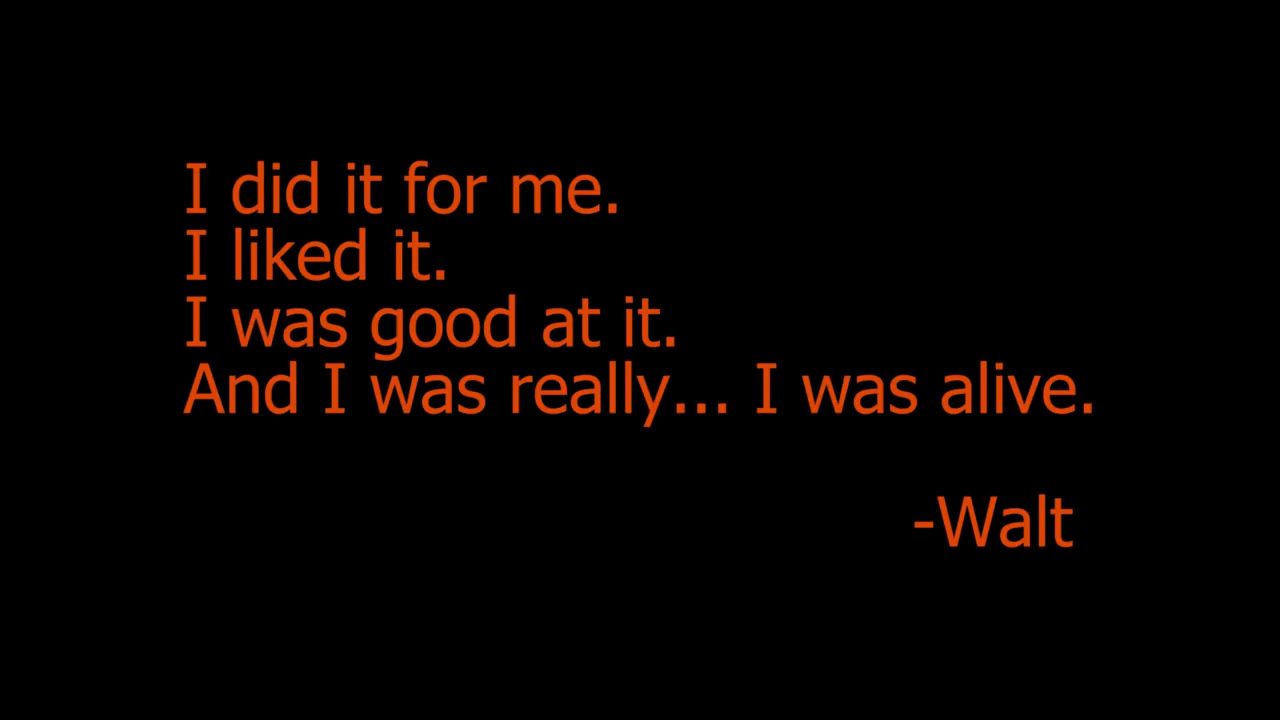 I did it for me.
I liked it.
I was good at it.
And I was really... I was alive.
-Walt